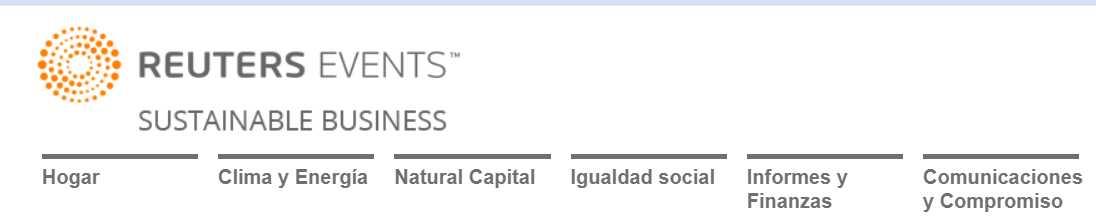 REUTERS EVENTS™
SUSTAINABLE BUSINESS
Hogar
Clima y Energía
Natural Capital
Igualdad social
Informes y
Finanzas
Comunicaciones
y Compromiso